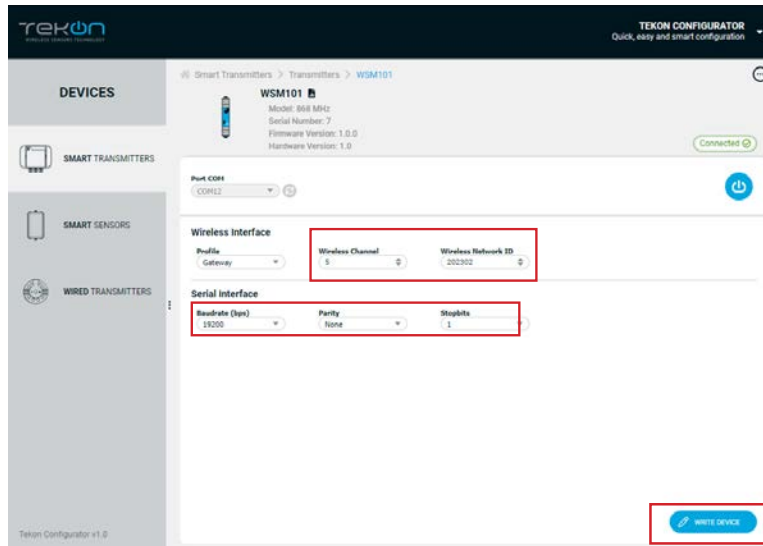 TEKON
WIRELESS SENSORS TECHNOLOGY
TEKON CONFIGURATOR
Quick, easy and smart configuration
DEVICES
SMART TRANSMITTERS
SMART SENSORS
WIRED TRANSMITTERS
Tekon Configurator v1.0
Smart Transmitters > Transmitters > WSM101
WSM101
Model: 868 MHz
Serial Number: 7
Firmware Version: 1.0.0
Hardware Version: 1.0
Connected
Port COM
COM12
Wireless Interface
Profile Wireless Channel Wireless Network ID
Gateway 5 202302
Serial Interface
Baudrate (bps) Parity Stopbits
19200 None 1
WRITE DEVICE